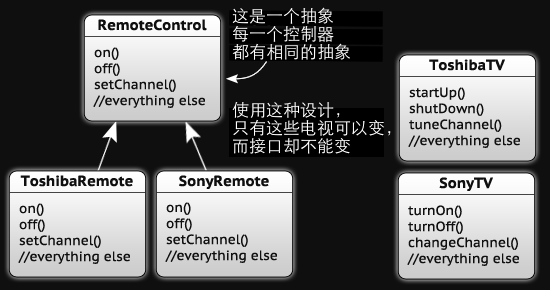 RemoteControl
on()
off()
setChannel()
//everything else
这是一个抽象
每一个控制器
都有相同的抽象
使用这种设计，
只有这些电视可以变，
而接口却不能变
ToshibaTV
startUp()
shutDown()
tuneChannel()
//everything else
ToshibaRemote
on()
off()
setChannel()
//everything else
SonyRemote
on()
off()
setChannel()
//everything else
SonyTV
turnOn()
turnOff()
changeChannel()
//everything else